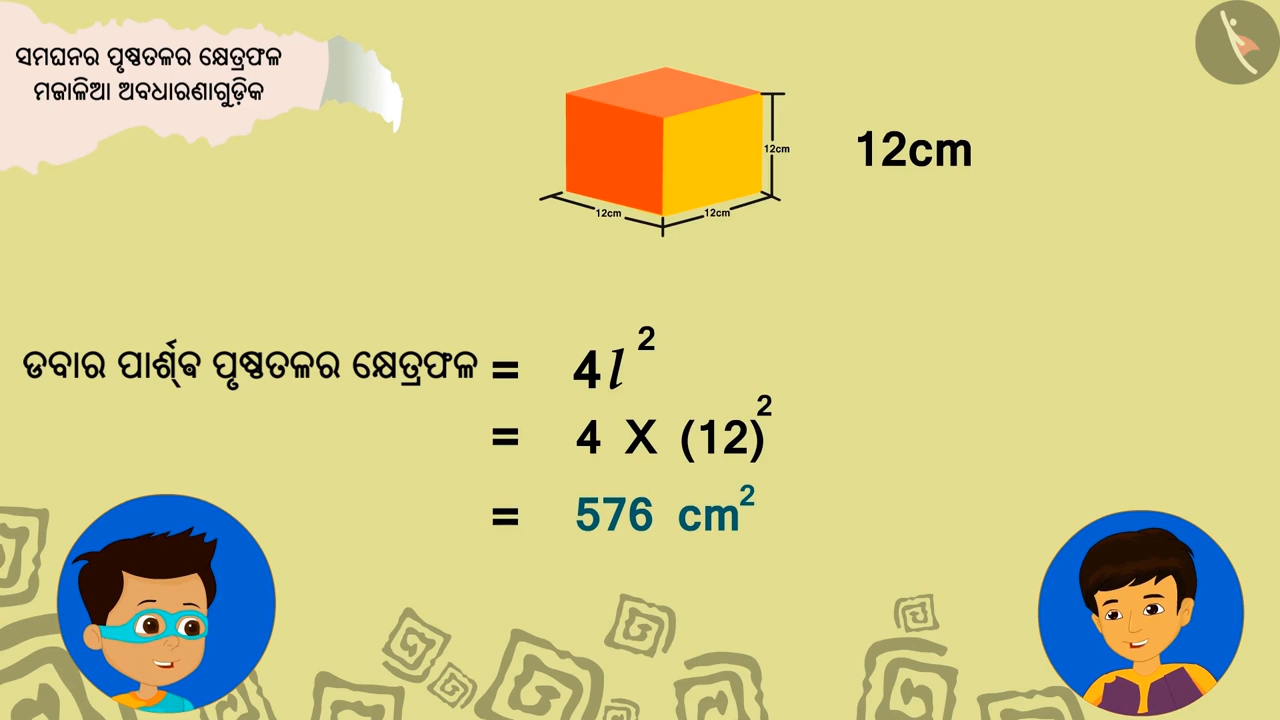 ସମଘନର ପୃଷ୍ଠତଳର କ୍ଷେତ୍ରଫଳ
ମଜାଳିଆ ଅବଧାରଣାଗୁଡ଼ିକ
12cm
12cm
12cm
12cm
ଡବାର ପାର୍ଶ୍ଵ ପୃଷ୍ଠତଳର କ୍ଷେତ୍ରଫଳ = 4l²
= 4 X (12)²
= 576 cm²